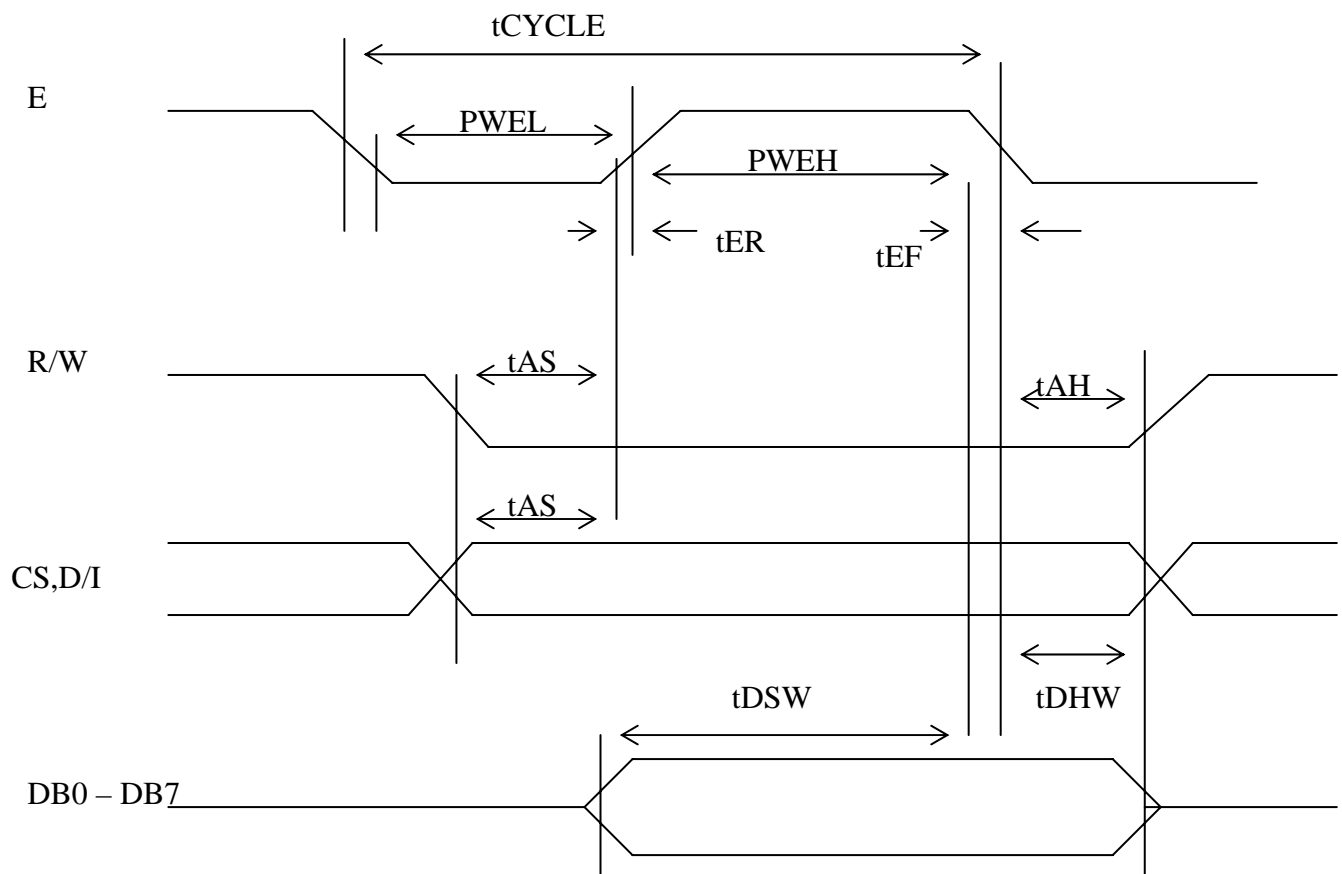 tCYCLE
E
PWEL
PWEH
tER
tEF
R/W
tAS
tAH
tAS
CS,D/I
tDSW
tDHW
DB0 – DB7